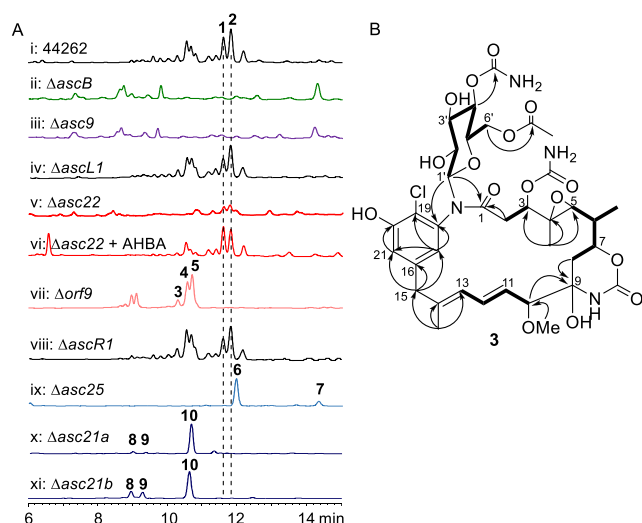 A
1 2
i: 44262
ii: ΔascB
iii: Δasc9
iv: ΔascL1
v: Δasc22
vi: Δasc22 + AHBA
vii: Δorf9
3 4 5
viii: ΔascR1
ix: Δasc25
6 7
x: Δasc21a
8 9 10
xi: Δasc21b
8 9 10
6 8 10 12 14 min
B
O
O NH2
OH
3' 6' O
O
HO O NH2
1' O O
Cl O
19 N 1 3 O 5
HO
21 7
16 O
15 13 11 9
NH O
OMe HO
3